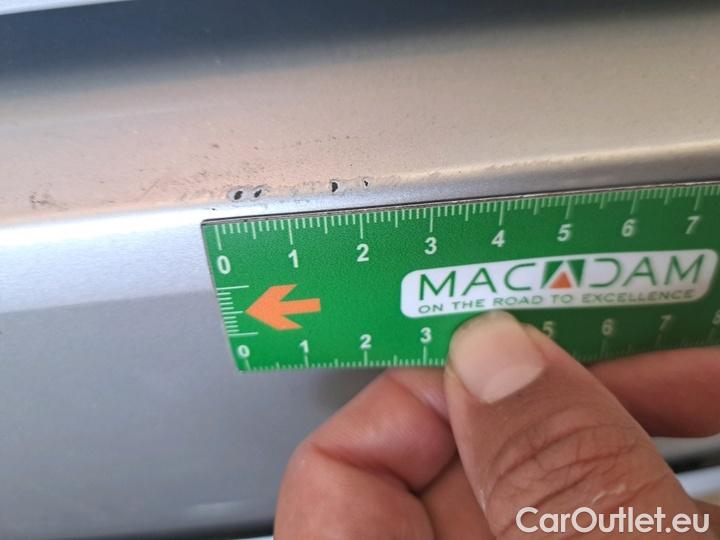 0 1 2 3 4 5 6 7
MACADAM
ON THE ROAD TO EXCELLENCE
0 1 2 3 5 6 7 8
CarOutlet.eu